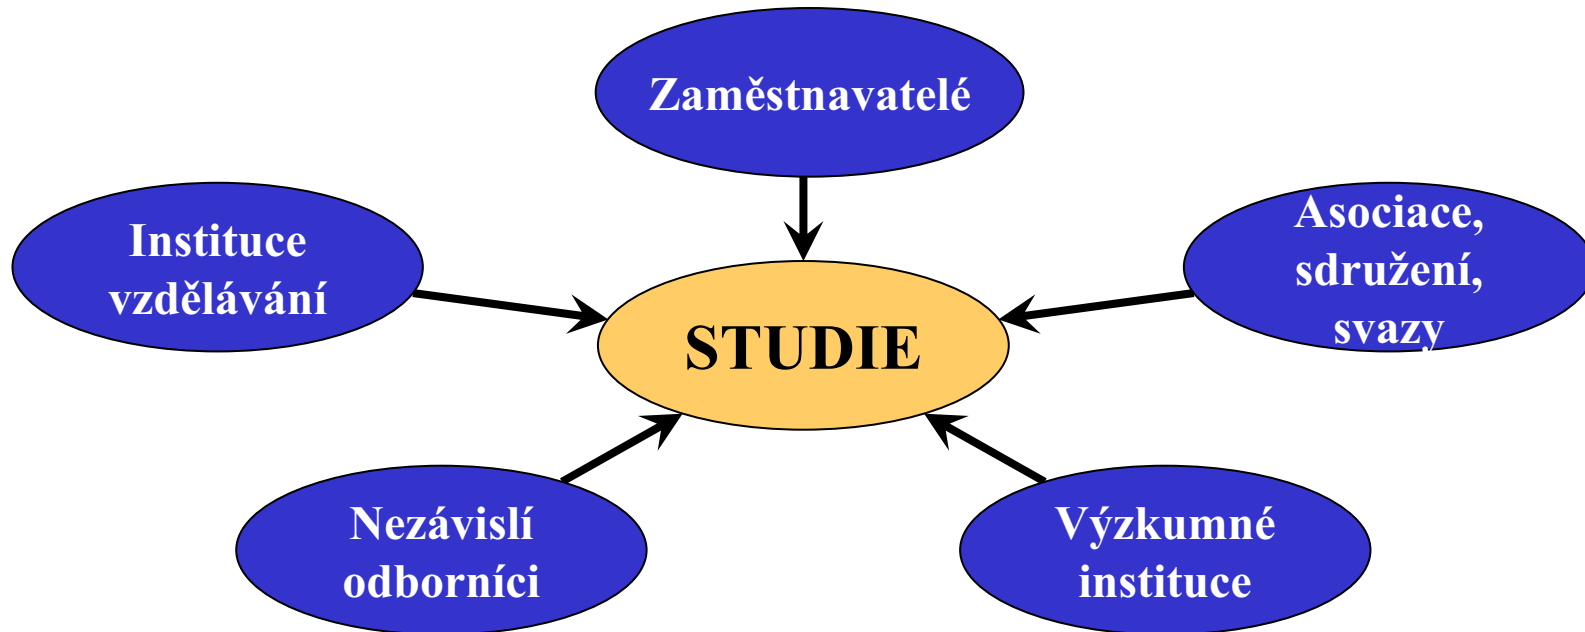 Zaměstnavatelé
Instituce
vzdělávání
Asociace,
sdružení,
svazy
STUDIE
Nezávislí
odborníci
Výzkumné
instituce